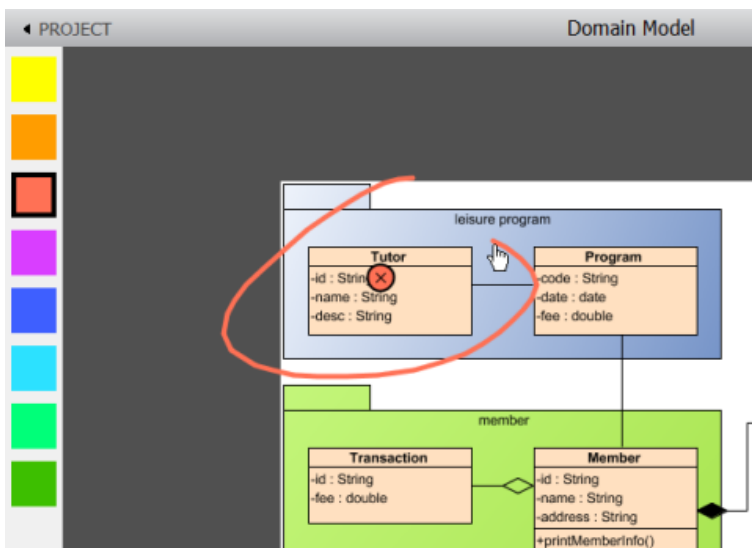 PROJECT
Domain Model
leisure program
Tutor
-id : String
-name : String
-desc : String
Program
-code : String
-date : date
-fee : double
member
Transaction
-id : String
-fee : double
Member
-id : String
-name : String
-address : String
+printMemberInfo()